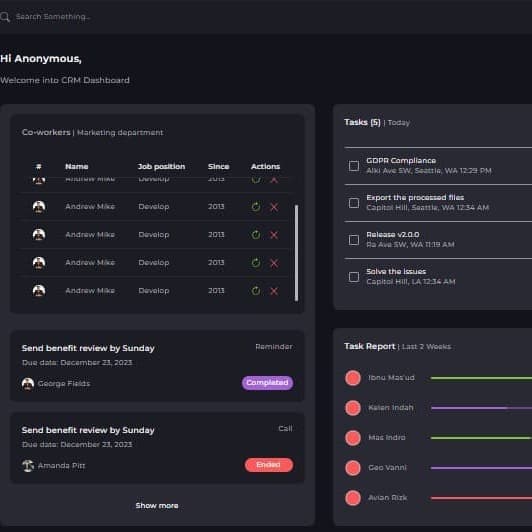 Search Something...
Hi Anonymous,
Welcome into CRM Dashboard
Co-workers | Marketing department
# Name Job position Since Actions
Andrew Mike Develop 2013
Andrew Mike Develop 2013
Andrew Mike Develop 2013
Andrew Mike Develop 2013
Andrew Mike Develop 2013
Send benefit review by Sunday Reminder
Due date: December 23, 2023
George Fields Completed
Send benefit review by Sunday Call
Due date: December 23, 2023
Amanda Pitt Ended
Show more
Tasks (5) | Today
GDPR Compliance
Alki Ave SW, Seattle, WA 12:29 PM
Export the processed files
Capitol Hill, Seattle, WA 12:34 AM
Release v2.0.0
Ra Ave SW, WA 11:19 AM
Solve the issues
Capitol Hill, LA 12:34 AM
Task Report | Last 2 Weeks
Ibnu Mas'ud
Kelen Indah
Mas Indro
Geo Vanni
Avian Rizk